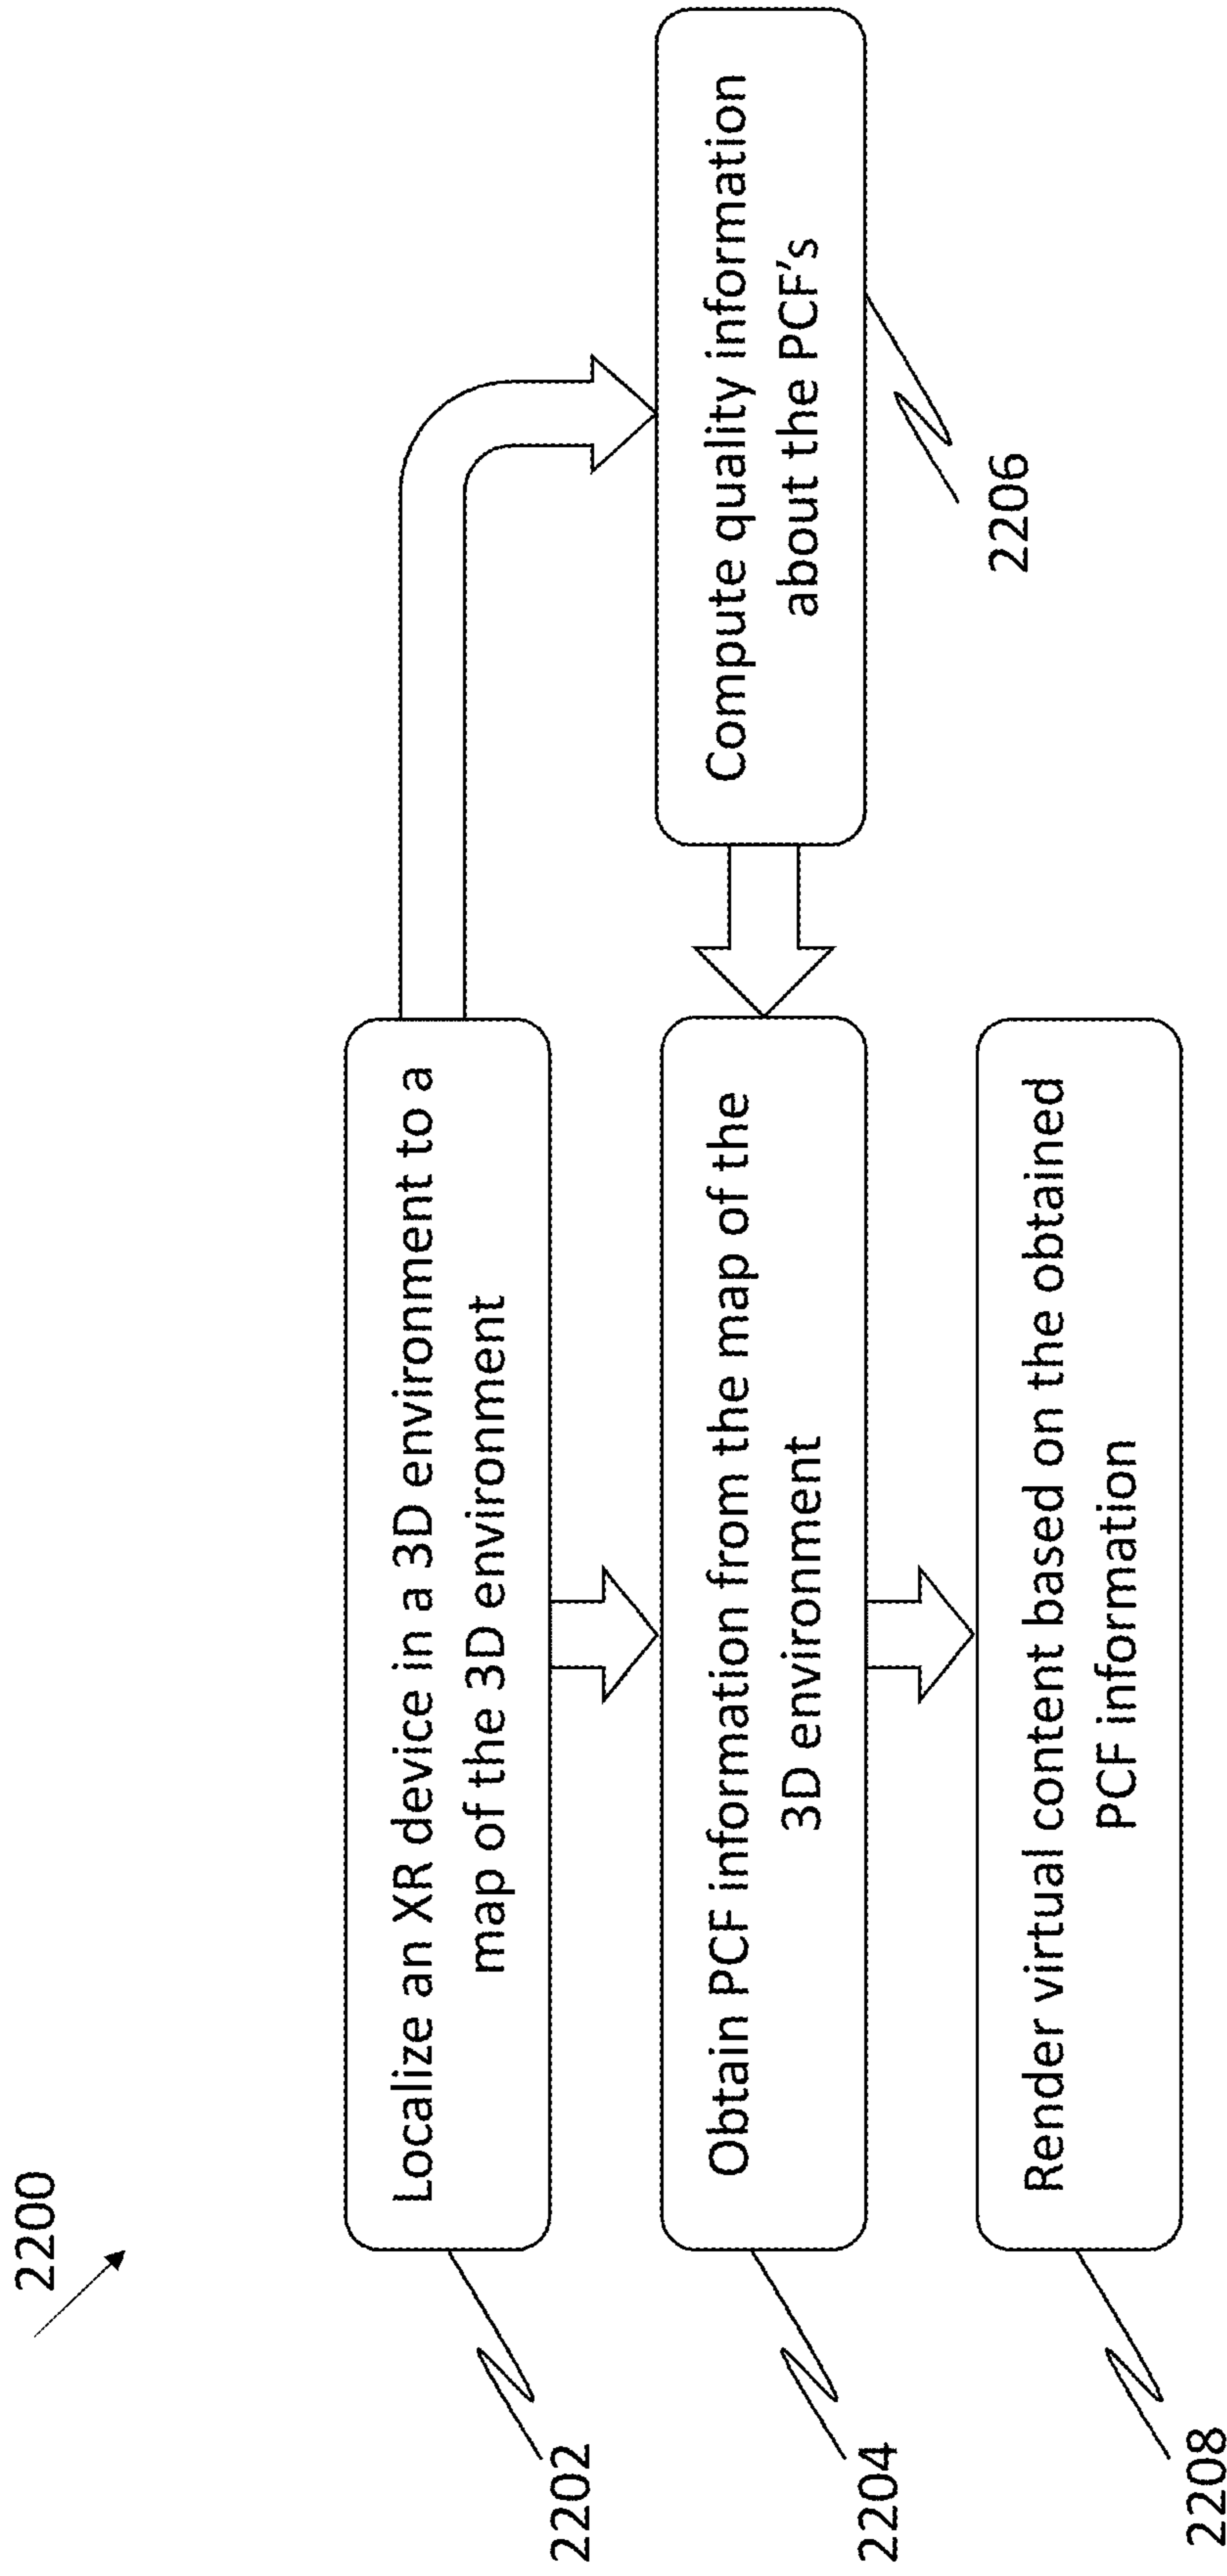 2200
2202
Localize an XR device in a 3D environment to a
map of the 3D environment
2204
Obtain PCF information from the map of the
3D environment
Compute quality information
about the PCF's
2206
2208
Render virtual content based on the obtained
PCF information